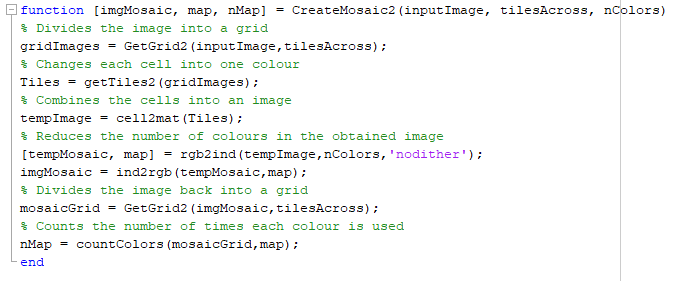 function [imgMosaic, map, nMap] = CreateMosaic2(inputImage, tilesAcross, nColors)
% Divides the image into a grid
gridImages = GetGrid2(inputImage,tilesAcross);
% Changes each cell into one colour
Tiles = getTiles2(gridImages);
% Combines the cells into an image
tempImage = cell2mat(Tiles);
% Reduces the number of colours in the obtained image
[tempMosaic, map] = rgb2ind(tempImage,nColors,'nodither');
imgMosaic = ind2rgb(tempMosaic,map);
% Divides the image back into a grid
mosaicGrid = GetGrid2(imgMosaic,tilesAcross);
% Counts the number of times each colour is used
nMap = countColors(mosaicGrid,map);
end